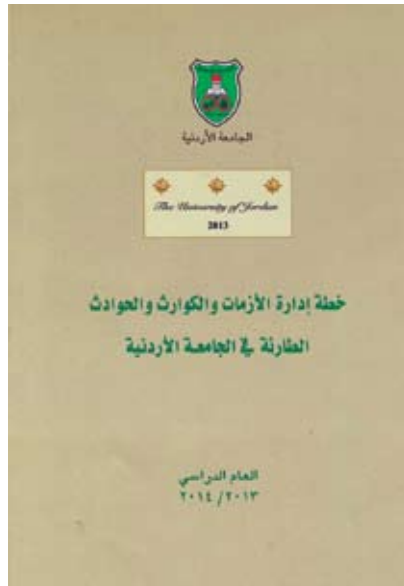 الجامعة الأردنية
The University of Jordan
2013
خطة إدارة الأزمات والكوارث والحوادث
الطارئة في الجامعة الأردنية
العام الدراسي
٢٠١٤/٢٠١٣